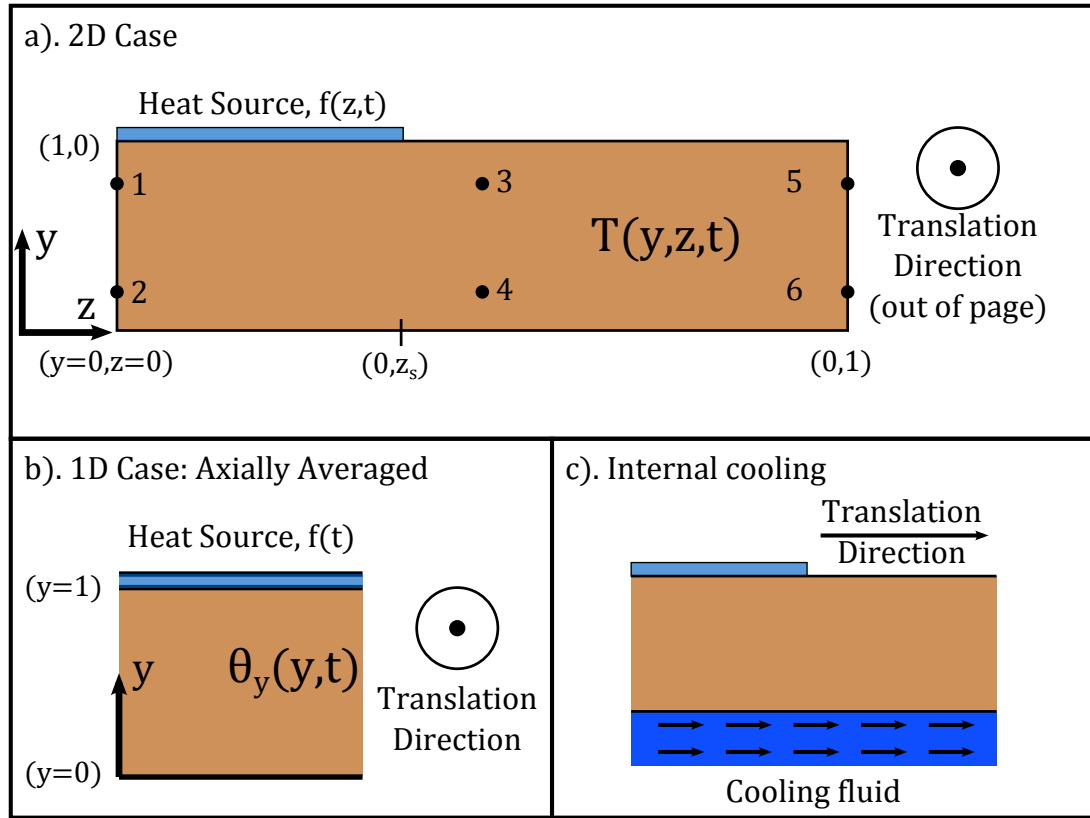 a). 2D Case
Heat Source, f(z,t)
(1,0)
1
3
5
T(y,z,t)
y
2
4
6
z
Translation
Direction
(out of page)
(y=0,z=0)
(0,zₛ)
(0,1)
b). 1D Case: Axially Averaged
Heat Source, f(t)
(y=1)
y
θᵧ(y,t)
Translation
Direction
(y=0)
c). Internal cooling
Translation
Direction
Cooling fluid